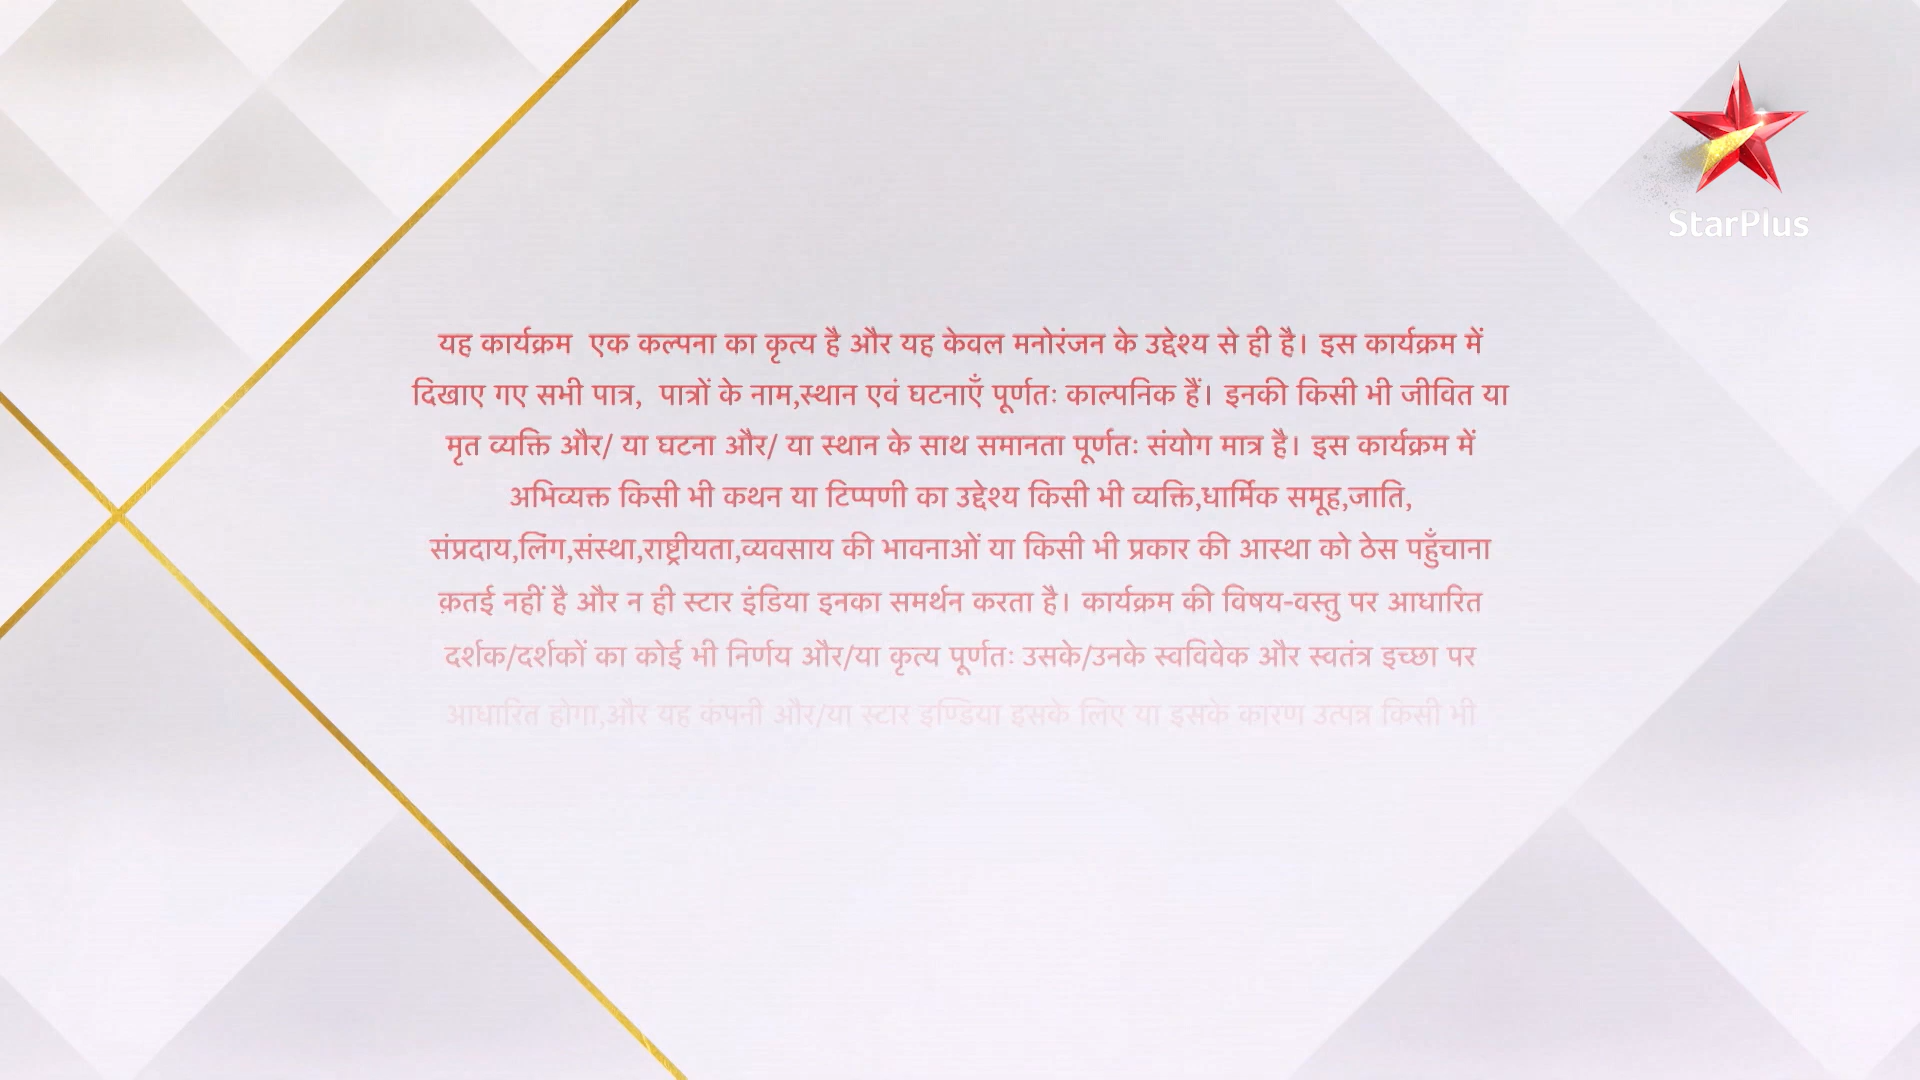 StarPlus
यह कार्यक्रम  एक कल्पना का कृत्य है और यह केवल मनोरंजन के उद्देश्य से ही है। इस कार्यक्रम में
दिखाए गए सभी पात्र,  पात्रों के नाम,स्थान एवं घटनाएँ पूर्णतः काल्पनिक हैं। इनकी किसी भी जीवित या
मृत व्यक्ति और/ या घटना और/ या स्थान के साथ समानता पूर्णतः संयोग मात्र है। इस कार्यक्रम में
अभिव्यक्त किसी भी कथन या टिप्पणी का उद्देश्य किसी भी व्यक्ति,धार्मिक समूह,जाति,
संप्रदाय,लिंग,संस्था,राष्ट्रीयता,व्यवसाय की भावनाओं या किसी भी प्रकार की आस्था को ठेस पहुँचाना
क़तई नहीं है और न ही स्टार इंडिया इनका समर्थन करता है। कार्यक्रम की विषय-वस्तु पर आधारित
दर्शक/दर्शकों का कोई भी निर्णय और/या कृत्य पूर्णतः उसके/उनके स्वविवेक और स्वतंत्र इच्छा पर
आधारित होगा,और यह कंपनी और/या स्टार इण्डिया इसके लिए या इसके कारण उत्पन्न किसी भी